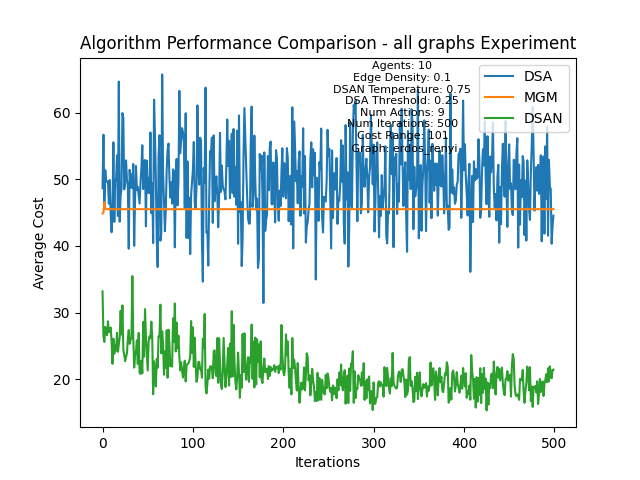 Algorithm Performance Comparison - all graphs Experiment
Agents: 10
Edge Density: 0.1
DSAN Temperature: 0.75
DSA Threshold: 0.25
Num Actions: 9
Num Iterations: 500
Cost Range: 101
Graph: erdos_renyi
DSA
MGM
DSAN
Average Cost
60
50
40
30
20
0
100
200
300
400
500
Iterations